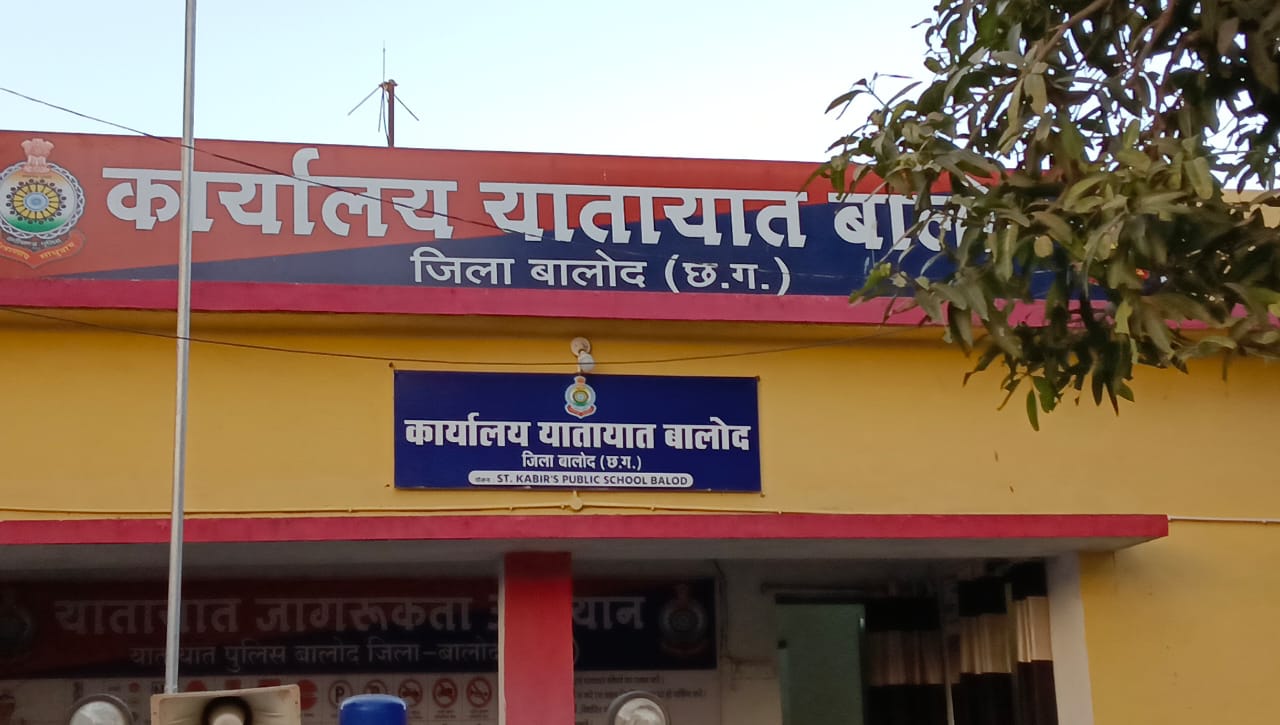 कार्यालय यातायात बालोद
जिला बालोद (छ.ग.)
कार्यालय यातायात बालोद
जिला बालोद (छ.ग.)
ST. KABIR'S PUBLIC SCHOOL BALOD
यातायात जागरूकता
यातायात पुलिस बालोद जिला-बालोद